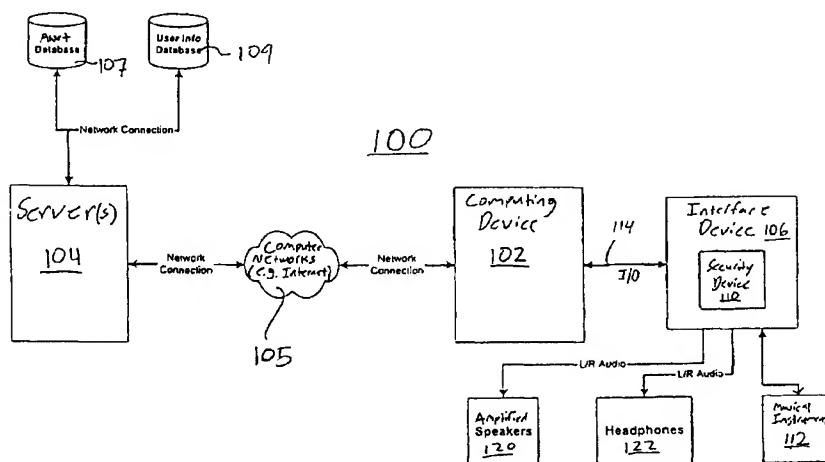 Database
107
User Info
Database
109
Network Connection
100
Server(s)
104
Network
Connection
Computer
Networks
(e.g. Internet)
105
Network
Connection
Computing
Device
102
114
I/O
Interface
Device 106
Security
Device
110
L/R Audio
L/R Audio
Amplified
Speakers
120
Headphones
122
Musical
Instrument
112